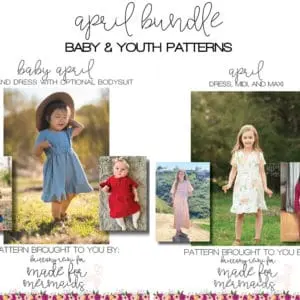 april bundle
BABY & YOUTH PATTERNS
baby april
ND DRESS WITH OPTIONAL BODYSUIT
april
DRESS, MIDI, AND MAXI
PATTERN BROUGHT TO YOU BY:
made for
mermaids
PATTERN BROUGHT TO YOU BY:
made for
mermaids